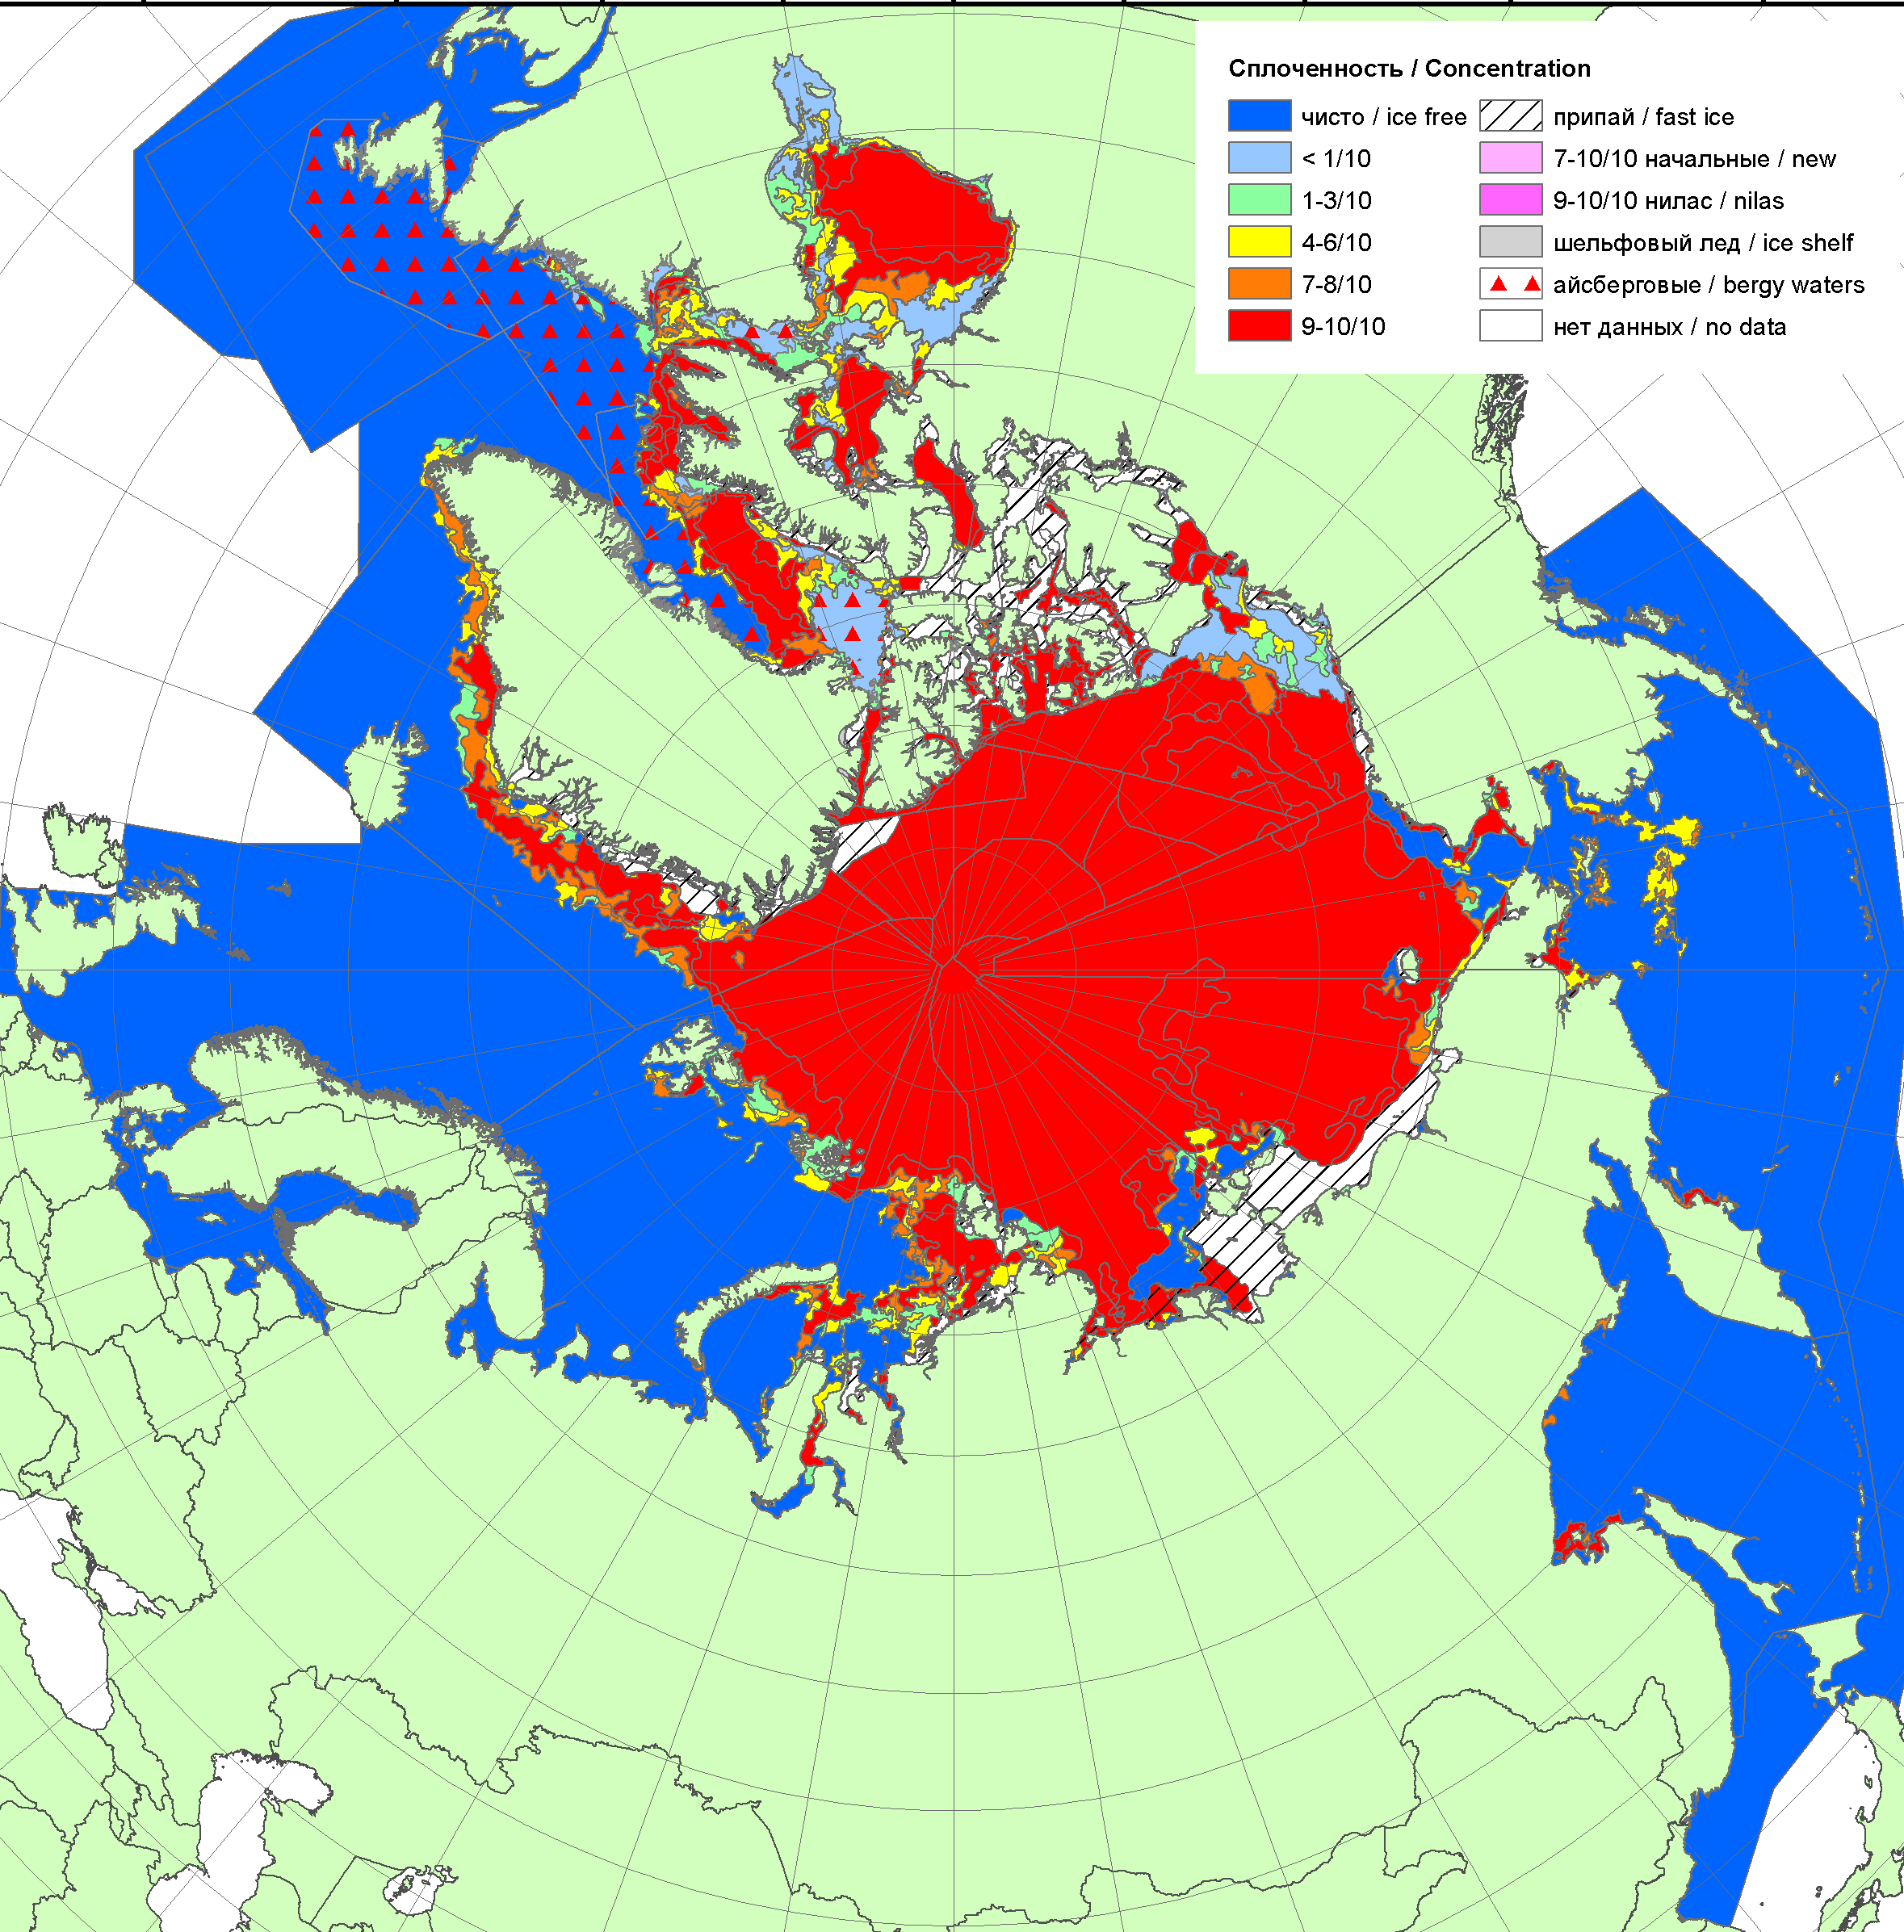 Сплоченность / Concentration
чисто / ice free
< 1/10
1-3/10
4-6/10
7-8/10
9-10/10
припай / fast ice
7-10/10 начальные / new
9-10/10 нилас / nilas
шельфовый лед / ice shelf
айсберговые / bergy waters
нет данных / no data